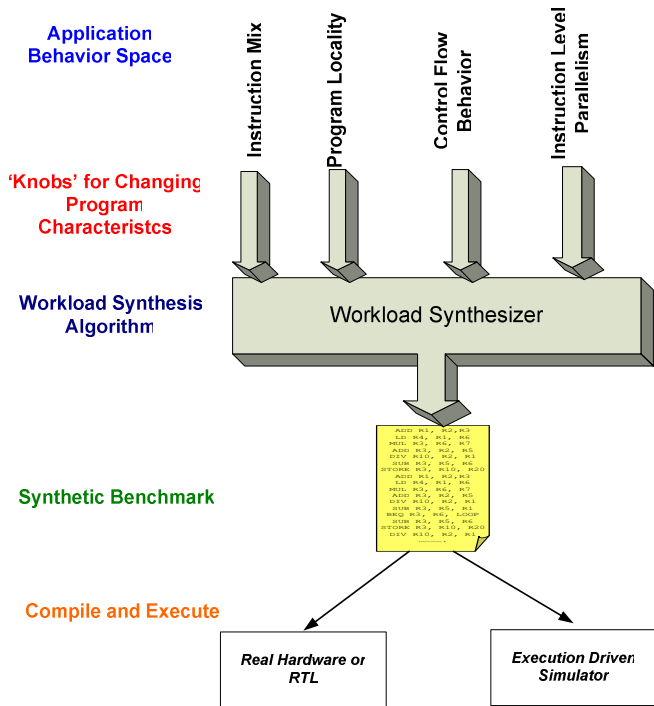 Application
Behavior Space
Instruction Mix
Program Locality
Control Flow
Behavior
Instruction Level
Parallelism
‘Knobs’ for Changing
Program
Characteristcs
Workload Synthesis
Algorithm
Workload Synthesizer
ADD R1, R2,R3
LD R4, R1, R6
MUL R3, R6, R7
ADD R3, R2, R5
DIV R10, R2, R1
SUB R3, R5, R6
STORE R3, R10, R20
ADD R1, R2,R3
LD R4, R1, R6
MUL R3, R6, R7
ADD R3, R2, R5
DIV R10, R2, R1
SUB R3, R5, R1
BEQ R3, R6, LOOP
SUB R3, R5, R6
STORE R3, R10, R20
DIV R10, R2, R1
Synthetic Benchmark
Compile and Execute
Real Hardware or
RTL
Execution Driven
Simulator